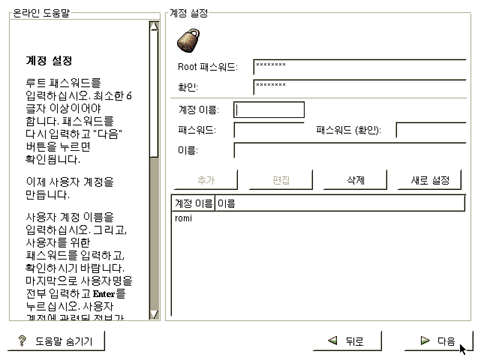 온라인 도움말
계정 설정
루트 패스워드를
입력하십시오. 최소한 6
글자 이상이어야
합니다. 패스워드를
다시 입력하고 "다음"
버튼을 누르면
확인됩니다.
이제 사용자 계정을
만듭니다.
사용자 계정 이름을
입력하십시오. 그리고,
사용자를 위한
패스워드를 입력하고,
확인하시기 바랍니다.
마지막으로 사용자명을
전부 입력하고 Enter를
누르십시오. 사용자
계정에 관련된 정보가
계정 설정
Root 패스워드: ********
확인: ********
계정 이름:
패스워드: 패스워드 (확인):
이름:
추가 편집 삭제 새로 설정
계정 이름 이름
romi
? 도움말 숨기기 뒤로 다음